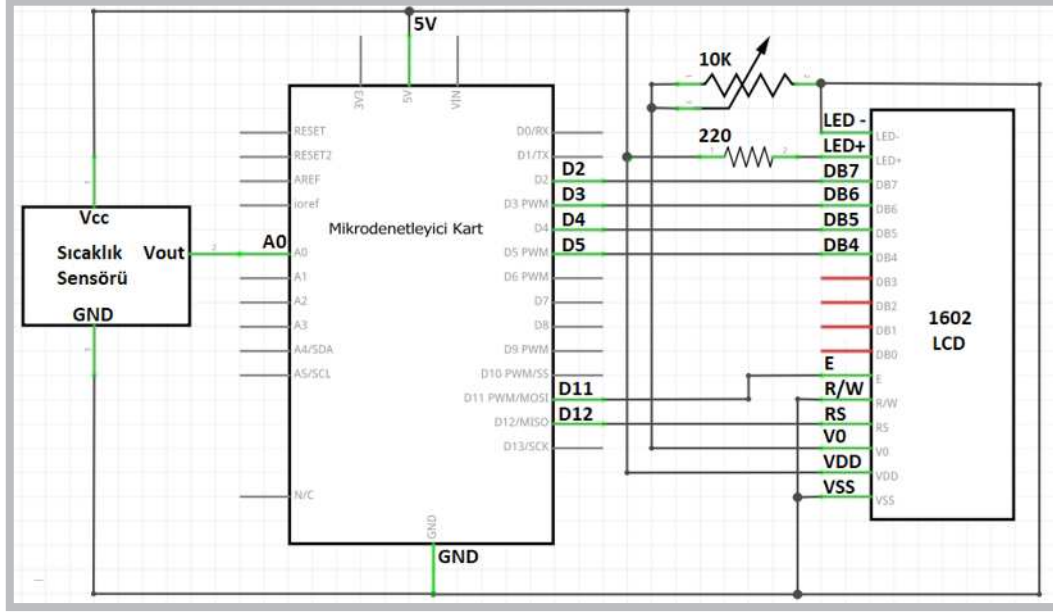 5V
10K
3V3
5V
VIN
LED -
LED-
220
LED+
LED+
RESET
D0/RX
RESET2
D1/TX
D2
DB7
AREF
D2
DB7
D3
DB6
ioref
D3 PWM
DB6
Vcc
D4
DB5
Mikrodenetleyici Kart
D4
DB5
Sıcaklık
Sensörü
Vout
A0
D5
DB4
A0
D5 PWM
DB4
A1
D6 PWM
DB3
A2
D7
DB2
GND
A3
D8
DB1
1602
LCD
A4/SDA
D9 PWM
DB0
A5/SCL
D10 PWM/SS
E
E
D11
R/W
D11 PWM/MOSI
R/W
D12
RS
D12/MISO
RS
D13/SCK
V0
V0
VDD
VDD
N/C
VSS
VSS
GND
GND